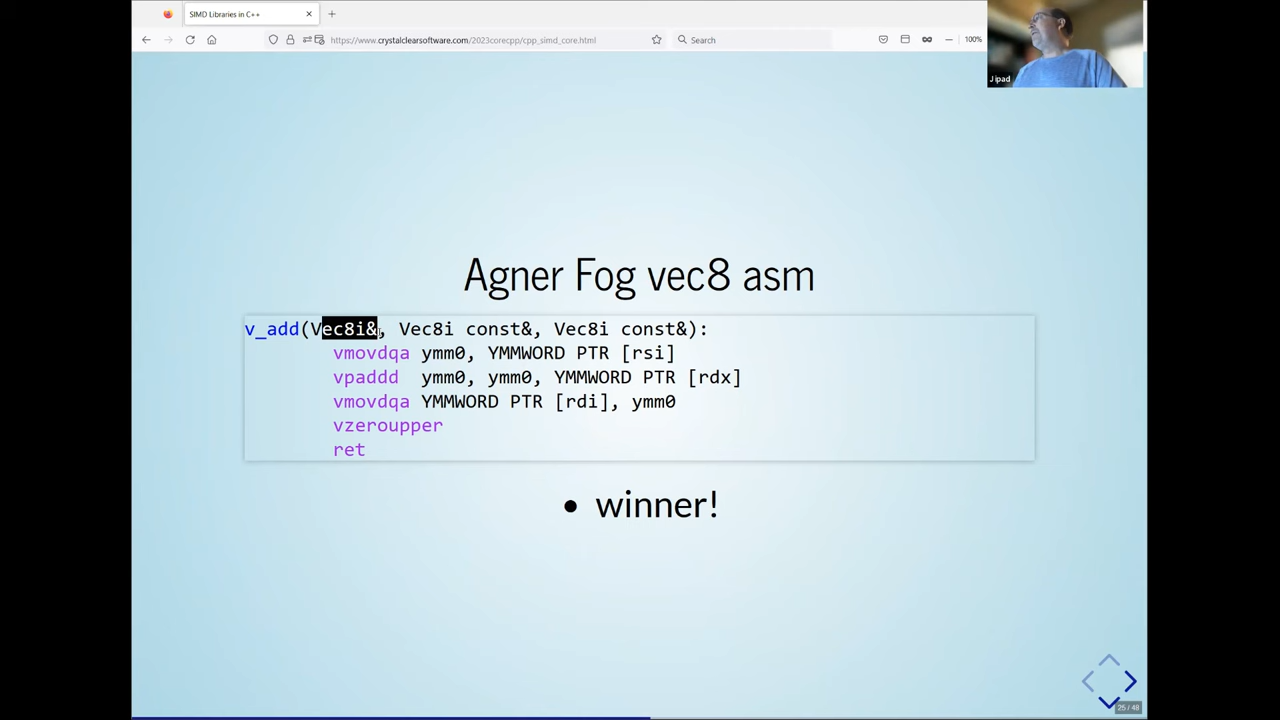 SIMD Libraries in C++
https://www.crystalclearsoftware.com/2023corecpp/cpp_simd_core.html
Search
100%
Jipad
Agner Fog vec8 asm
v_add(Vec8i&, Vec8i const&, Vec8i const&):
vmovdqa ymm0, YMMWORD PTR [rsi]
vpaddd ymm0, ymm0, YMMWORD PTR [rdx]
vmovdqa YMMWORD PTR [rdi], ymm0
vzeroupper
ret
• winner!
25 / 48